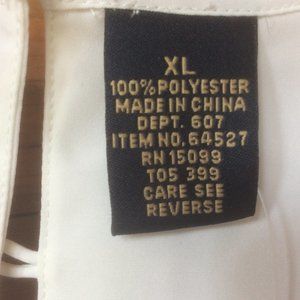 XL
100% POLYESTER
MADE IN CHINA
DEPT. 607
ITEM NO. 64527
RN 15099
T05 399
CARE SEE
REVERSE